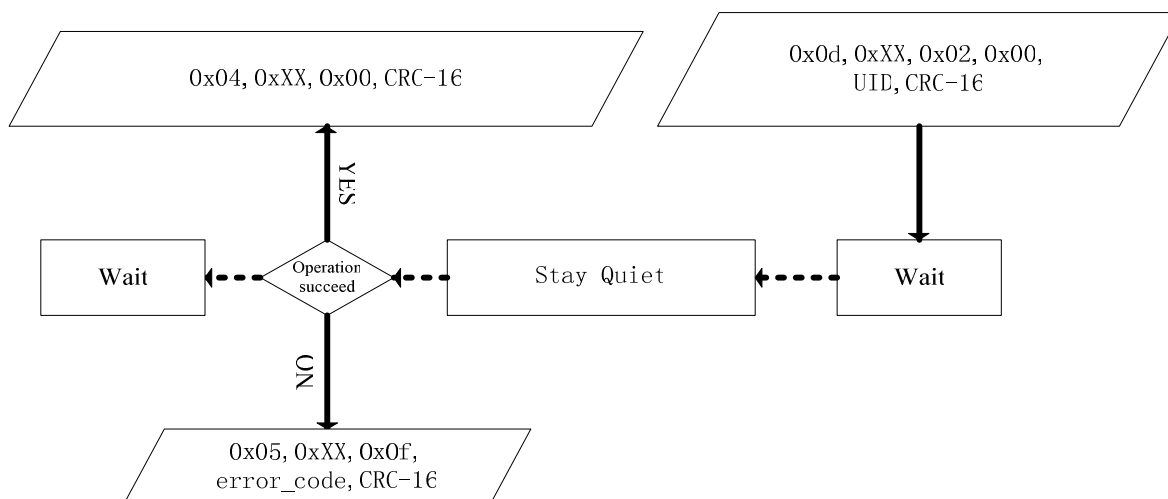 0x04, 0xXX, 0x00, CRC-16
0x0d, 0xXX, 0x02, 0x00,
UID, CRC-16
YES
Wait
Operation
succeed
Stay Quiet
Wait
NO
0x05, 0xXX, 0x0f,
error_code, CRC-16